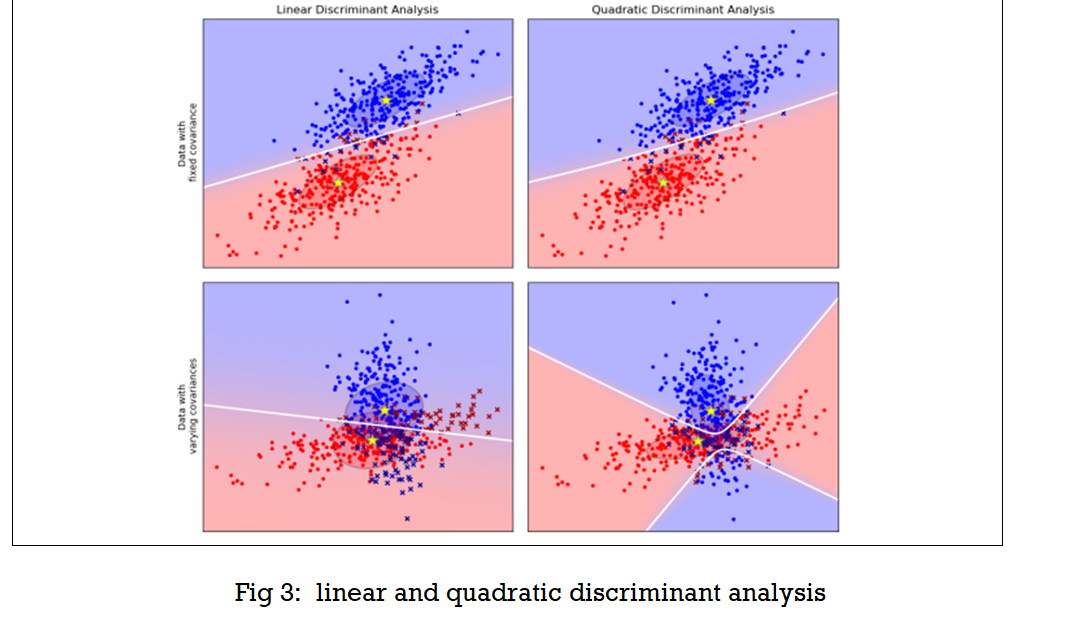 Linear Discriminant Analysis
Quadratic Discriminant Analysis
Data with
fixed covariance
Data with
varying covariances
Fig 3:  linear and quadratic discriminant analysis